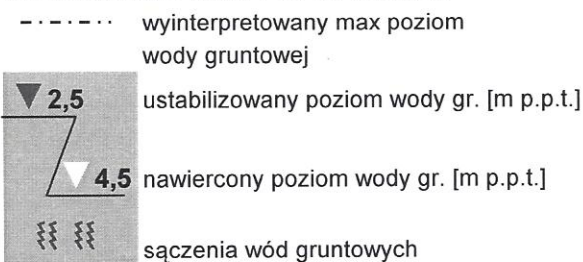 wyinterpretowany max poziom
wody gruntowej
2,5 ustabilizowany poziom wody gr. [m p.p.t.]
4,5 nawiercony poziom wody gr. [m p.p.t.]
sączenia wód gruntowych